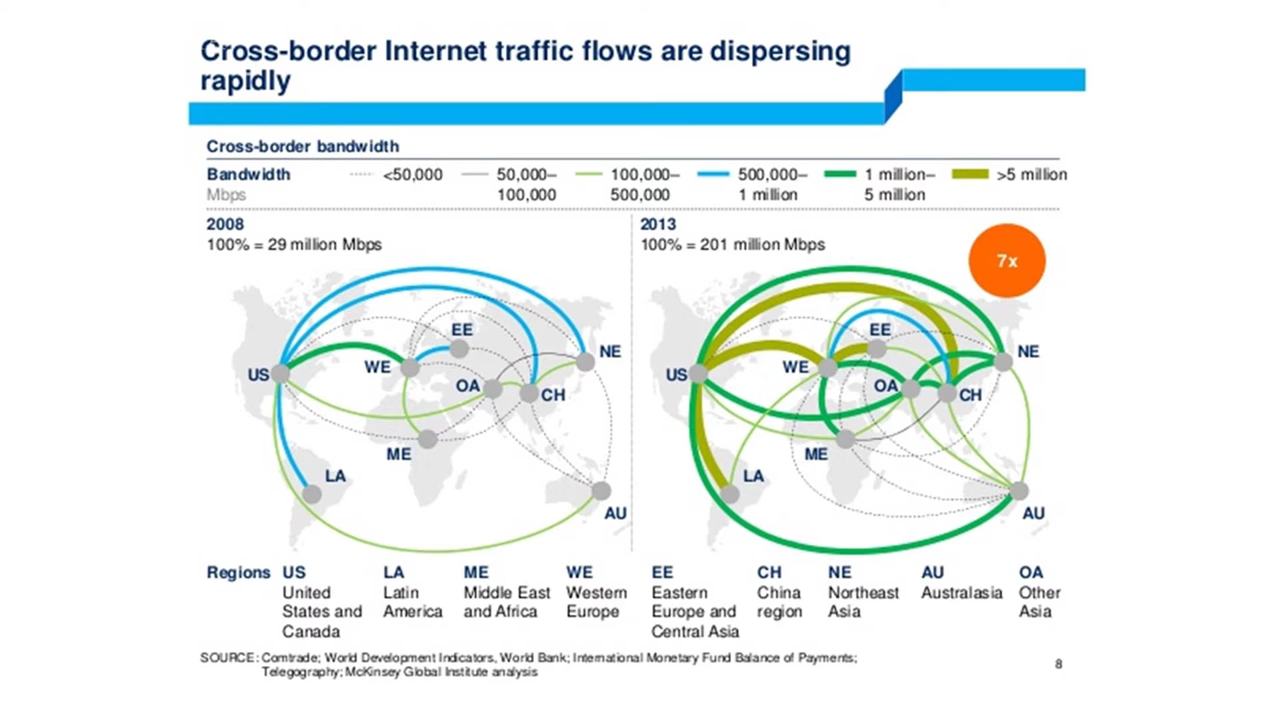 Cross-border Internet traffic flows are dispersing
rapidly
Cross-border bandwidth
Bandwidth
Mbps
<50,000
50,000–
100,000
100,000–
500,000
500,000–
1 million
1 million–
5 million
>5 million
2008
100% = 29 million Mbps
US
WE
EE
OA
CH
NE
ME
LA
AU
2013
100% = 201 million Mbps
7x
US
WE
EE
OA
CH
NE
ME
LA
AU
Regions
US
United
States and
Canada
LA
Latin
America
ME
Middle East
and Africa
WE
Western
Europe
EE
Eastern
Europe and
Central Asia
CH
China
region
NE
Northeast
Asia
AU
Australasia
OA
Other
Asia
SOURCE: Comtrade; World Development Indicators, World Bank; International Monetary Fund Balance of Payments;
Telegography; McKinsey Global Institute analysis
8